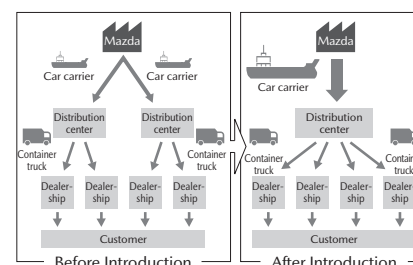 Mazda
Car carrier
Car carrier
Distribution
center
Distribution
center
Container
truck
Container
truck
Dealer-
ship
Dealer-
ship
Dealer-
ship
Dealer-
ship
Customer
Before Introduction
Mazda
Car carrier
Distribution
center
Container
truck
truck
Dealer-
ship
Dealer-
ship
Dealer-
ship
Dealer-
ship
Customer
After Introduction